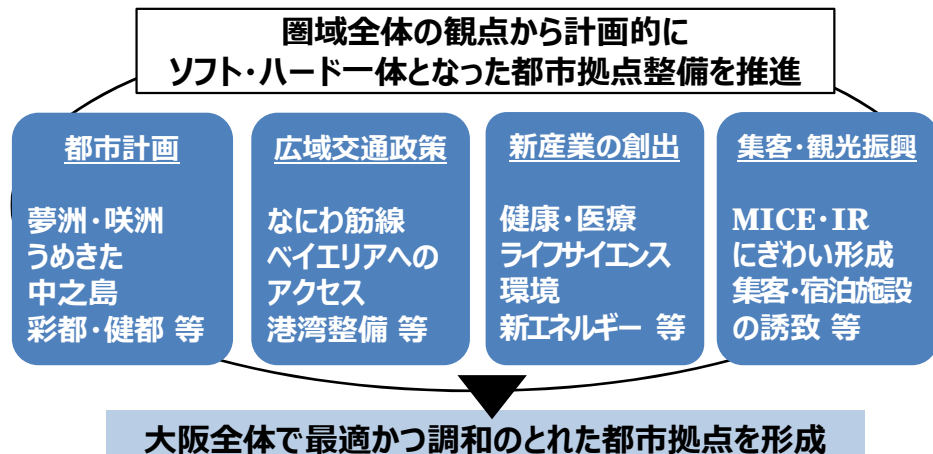 圏域全体の観点から計画的に
ソフト・ハード一体となった都市拠点整備を推進
都市計画
夢洲・咲洲
うめきた
中之島
彩都・健都 等
広域交通政策
なにわ筋線
ベイエリアへの
アクセス
港湾整備 等
新産業の創出
健康・医療
ライフサイエンス
環境
新エネルギー 等
集客・観光振興
MICE・IR
にぎわい形成
集客・宿泊施設
の誘致 等
大阪全体で最適かつ調和のとれた都市拠点を形成